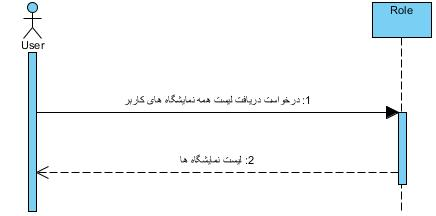 User
Role
1: درخواست دریافت لیست همه نمایشگاه های کاربر
2: لیست نمایشگاه ها